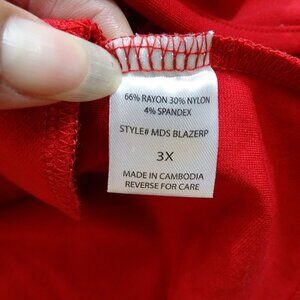 66% RAYON 30% NYLON
4% SPANDEX
STYLE# MDS BLAZERP
3X
MADE IN CAMBODIA
REVERSE FOR CARE